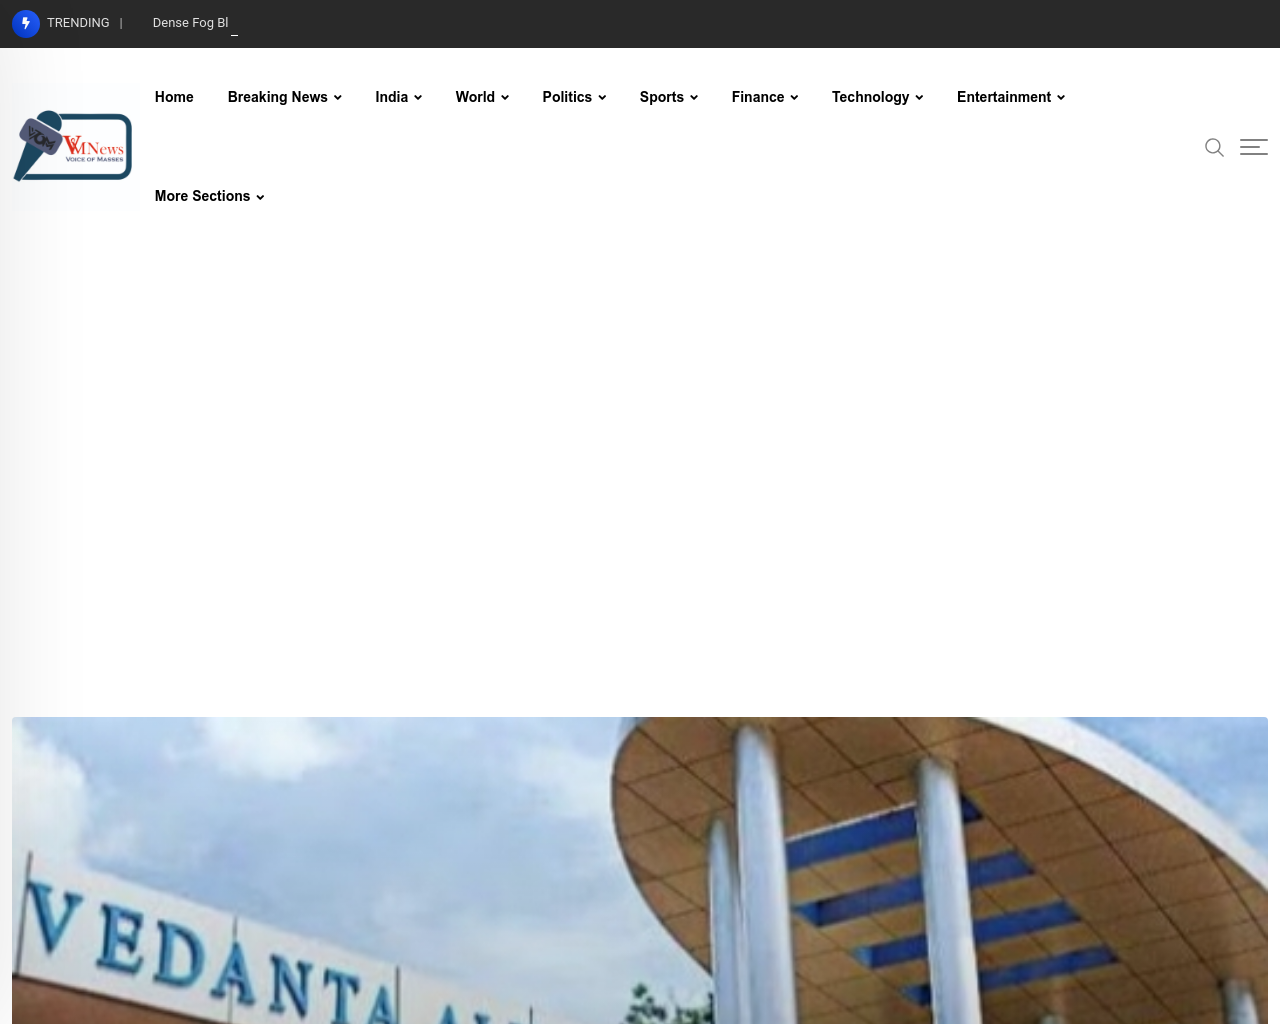 TRENDING | Dense Fog Bl _
Home Breaking News India World Politics Sports Finance Technology Entertainment
VOM
VMNews
Voice of Masses
More Sections
VEDANTA